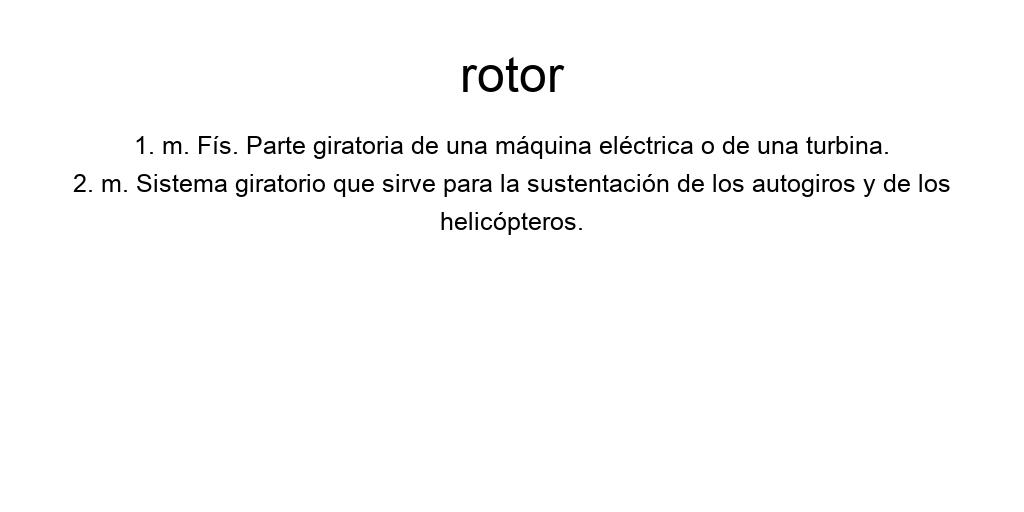 rotor
1. m. Fís. Parte giratoria de una máquina eléctrica o de una turbina.
2. m. Sistema giratorio que sirve para la sustentación de los autogiros y de los
helicópteros.